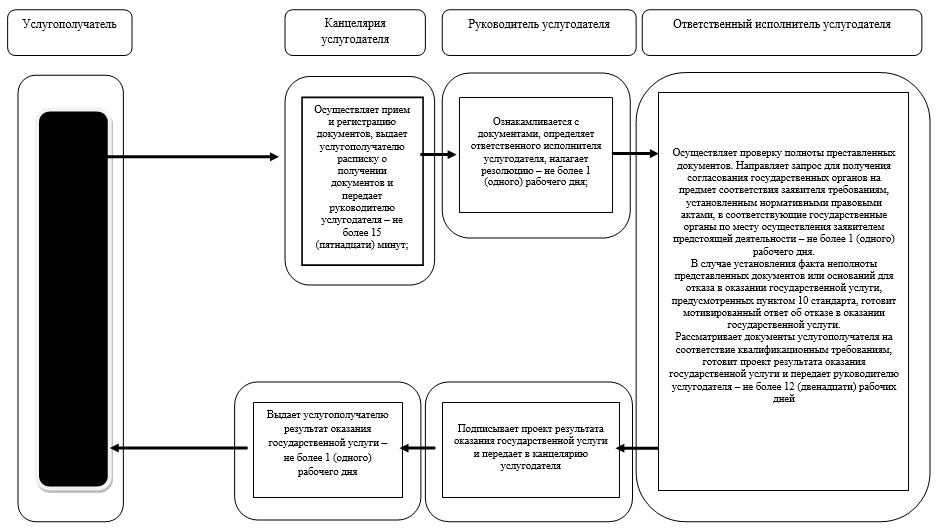 Услугополучатель
Канцелярия
услугодателя
Руководитель услугодателя
Ответственный исполнитель услугодателя
Осуществляет прием
и регистрацию
документов, выдает
услугополучателю
расписку о
получении
документов и
передает
руководителю
услугодателя – не
более 15
(пятнадцати) минут;
Ознакамливается с
документами, определяет
ответственного исполнителя
услугодателя, налагает
резолюцию – не более 1
(одного) рабочего дня;
Осуществляет проверку полноты преставленных
документов. Направляет запрос для получения
согласования государственных органов на
предмет соответствия заявителя требованиям,
установленным нормативными правовыми
актами, в соответствующие государственные
органы по месту осуществления заявителем
предстоящей деятельности – не более 1 (одного)
рабочего дня.
В случае установления факта неполноты
представленных документов или оснований для
отказа в оказании государственной услуги,
предусмотренных пунктом 10 стандарта, готовит
мотивированный ответ об отказе в оказании
государственной услуги.
Рассматривает документы услугополучателя на
соответствие квалификационным требованиям,
готовит проект результата оказания
государственной услуги и передает руководителю
услугодателя – не более 12 (двенадцати) рабочих
дней
Выдает услугополучателю
результат оказания
государственной услуги –
не более 1 (одного)
рабочего дня
Подписывает проект результата
оказания государственной услуги
и передает в канцелярию
услугодателя